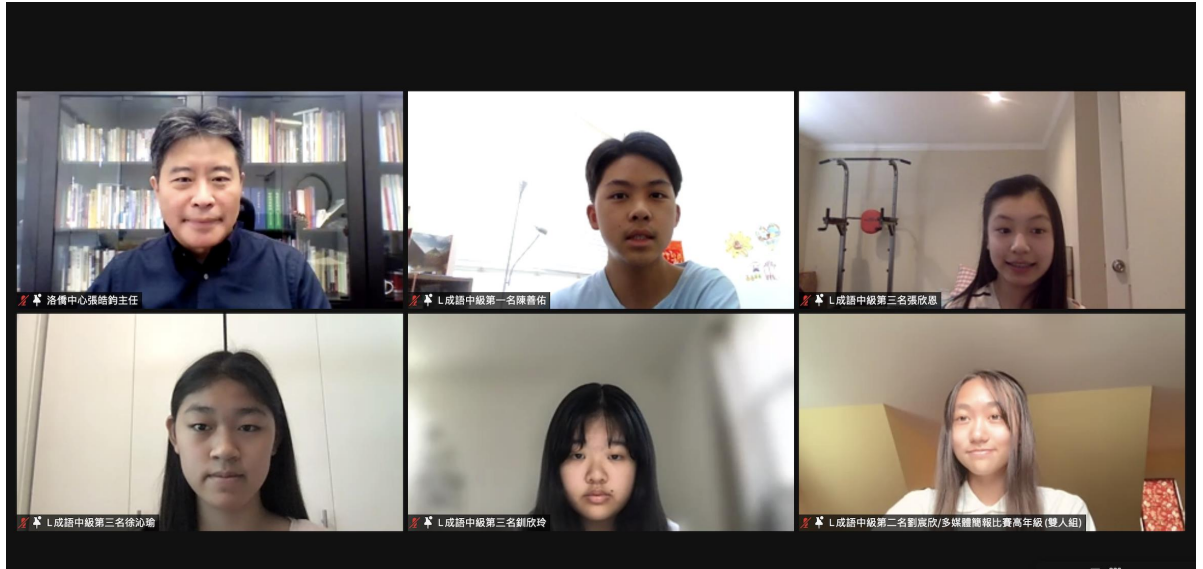 洛僑中心張皓鈞主任
L成語中級第一名陳善佑
L成語中級第三名張欣恩
L成語中級第三名徐沁瑜
L成語中級第三名釧欣玲
L成語中級第二名劉宸欣/多媒體簡報比賽高年級(雙人組)